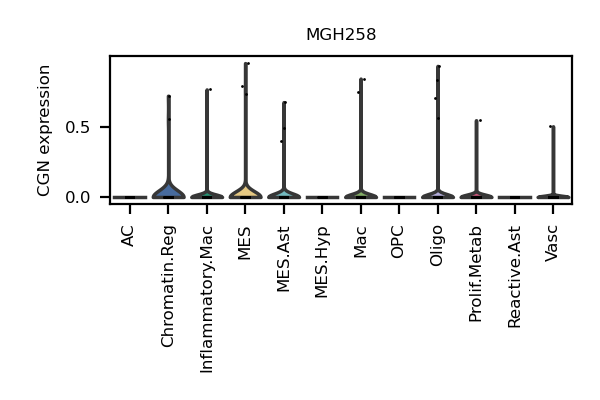 MGH258
CGN expression
0.5
0.0
AC
Chromatin.Reg
Inflammatory.Mac
MES
MES.Ast
MES.Hyp
Mac
OPC
Oligo
Prolif.Metab
Reactive.Ast
Vasc